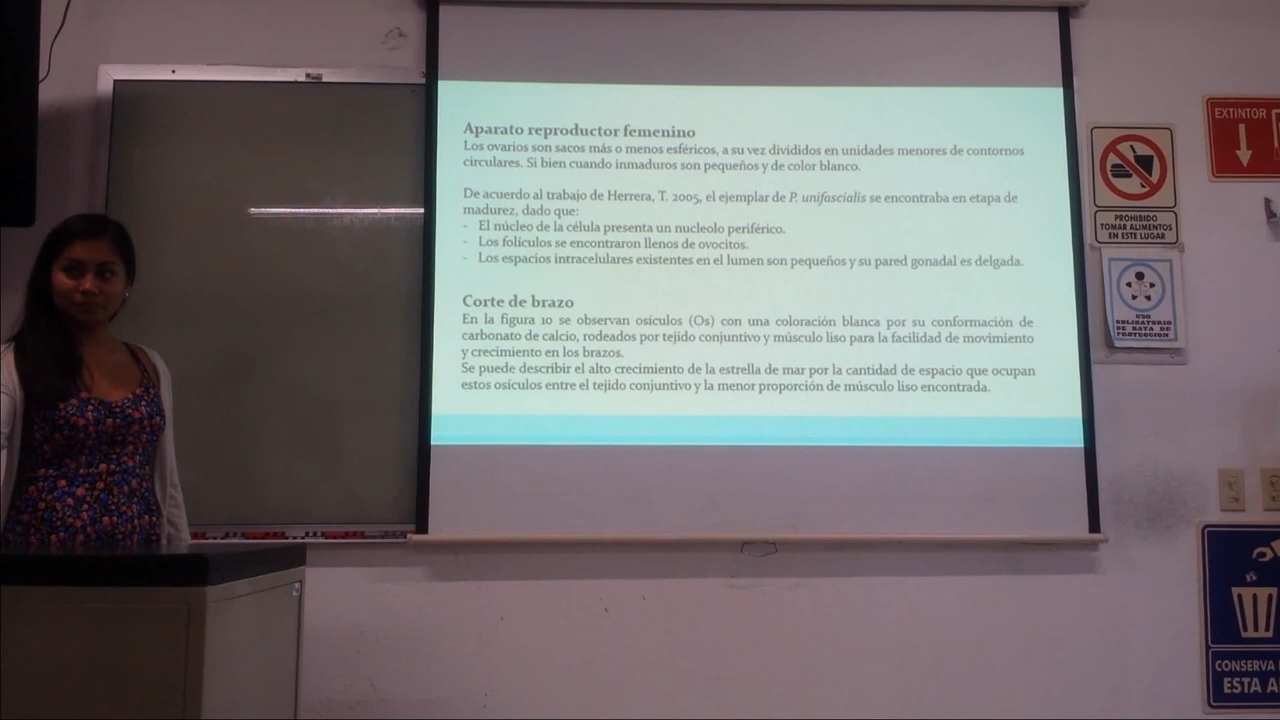 Aparato reproductor femenino
Los ovarios son sacos más o menos esféricos, a su vez divididos en unidades menores de contornos
circulares. Si bien cuando inmaduros son pequeños y de color blanco.
De acuerdo al trabajo de Herrera, T. 2005, el ejemplar de P. unifascialis se encontraba en etapa de
madurez, dado que:
- El núcleo de la célula presenta un nucleolo periférico.
- Los folículos se encontraron llenos de ovocitos.
- Los espacios intracelulares existentes en el lumen son pequeños y su pared gonadal es delgada.
Corte de brazo
En la figura 10 se observan osículos (Os) con una coloración blanca por su conformación de
carbonato de calcio, rodeados por tejido conjuntivo y músculo liso para la facilidad de movimiento
y crecimiento en los brazos.
Se puede describir el alto crecimiento de la estrella de mar por la cantidad de espacio que ocupan
estos osículos entre el tejido conjuntivo y la menor proporción de músculo liso encontrada.
EXTINTOR
PROHIBIDO
TOMAR ALIMENTOS
EN ESTE LUGAR
USO
OBLIGATORIO
DE BATA DE
PROTECCION
CONSERVA
ESTA A